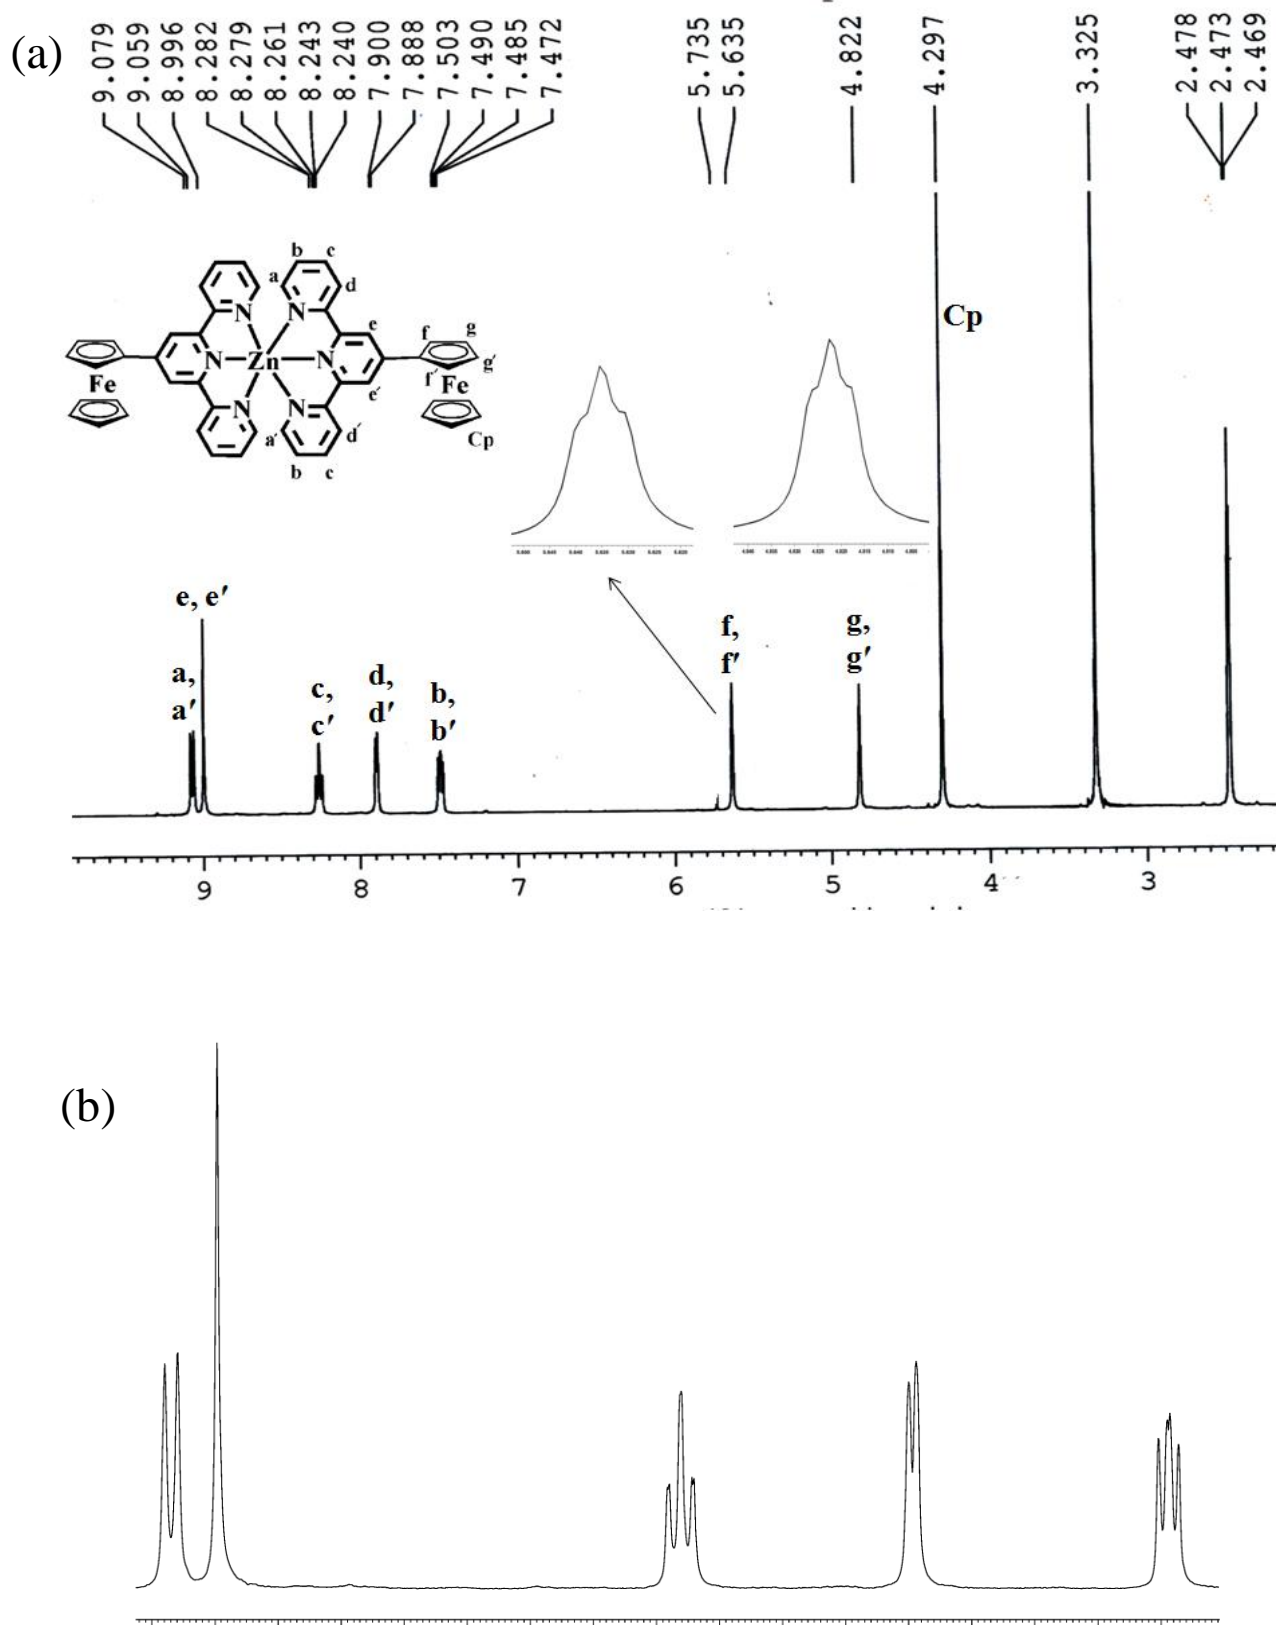 (a)
9.079
9.059
8.996
8.282
8.279
8.261
8.243
8.240
7.900
7.888
7.503
7.490
7.485
7.472
5.735
5.635
4.822
4.297
3.325
2.478
2.473
2.469
b c
a d
N N e f g
N Zn N g′
Fe f′ Fe
N N e′
a′ d′ Cp
b c
Cp
e, e′
a,
a′
c,
c′
d,
d′
b,
b′
f,
f′
g,
g′
9 8 7 6 5 4 3
(b)